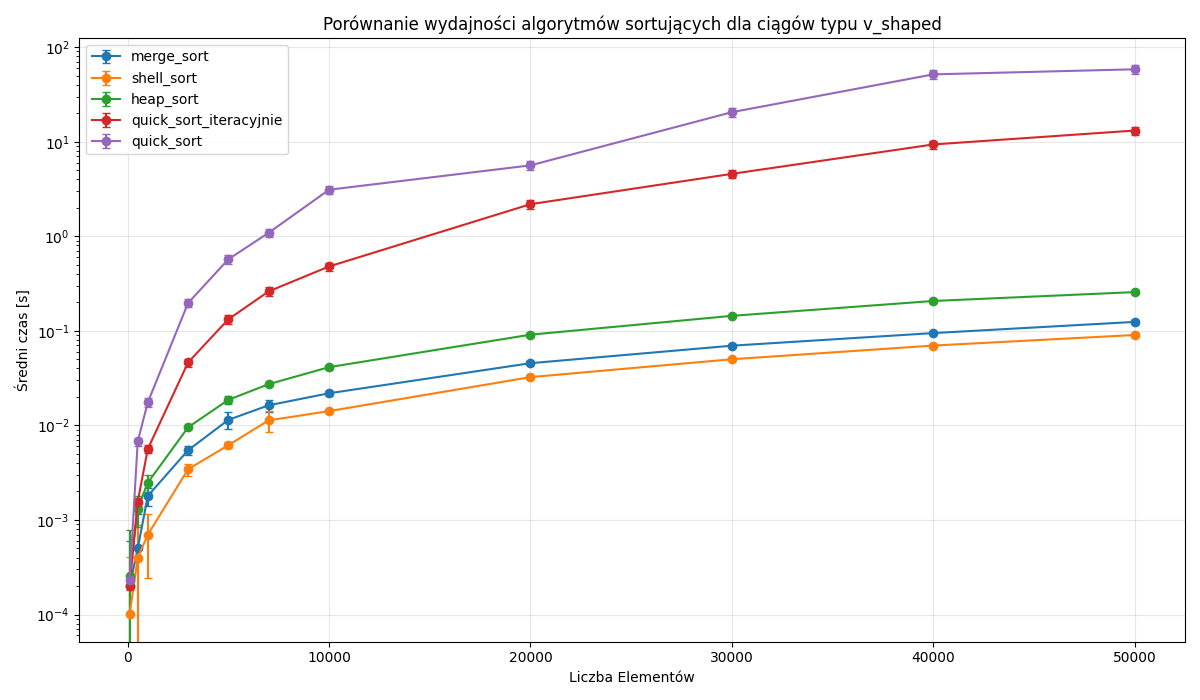 Porównanie wydajności algorytmów sortujących dla ciągów typu v_shaped
merge_sort
shell_sort
heap_sort
quick_sort_iteracyjnie
quick_sort
Średni czas [s]
10²
10¹
10⁰
10⁻¹
10⁻²
10⁻³
10⁻⁴
0 10000 20000 30000 40000 50000
Liczba Elementów